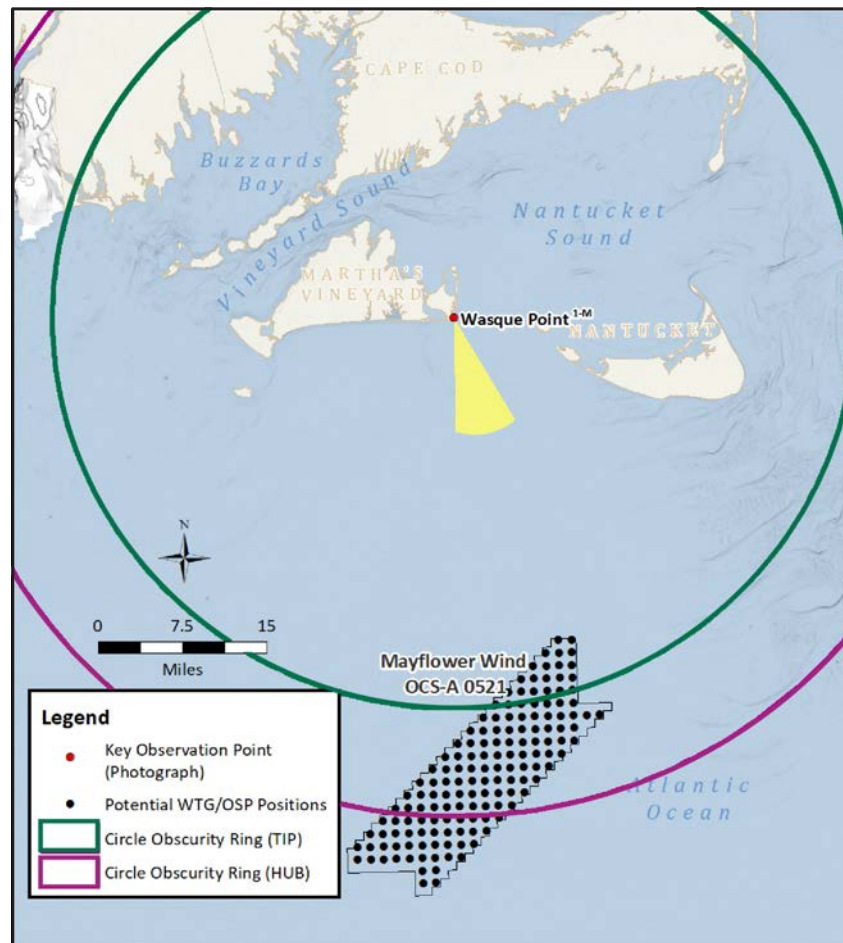 CAPE COD
Buzzards
Bay
Vineyard Sound
Nantucket
Sound
MARTHA'S
VINEYARD
Wasque Point 1-M
NANTUCKET
N
0 7.5 15
Miles
Mayflower Wind
OCS-A 0521
Atlantic
Ocean
Legend
Key Observation Point
(Photograph)
Potential WTG/OSP Positions
Circle Obscurity Ring (TIP)
Circle Obscurity Ring (HUB)